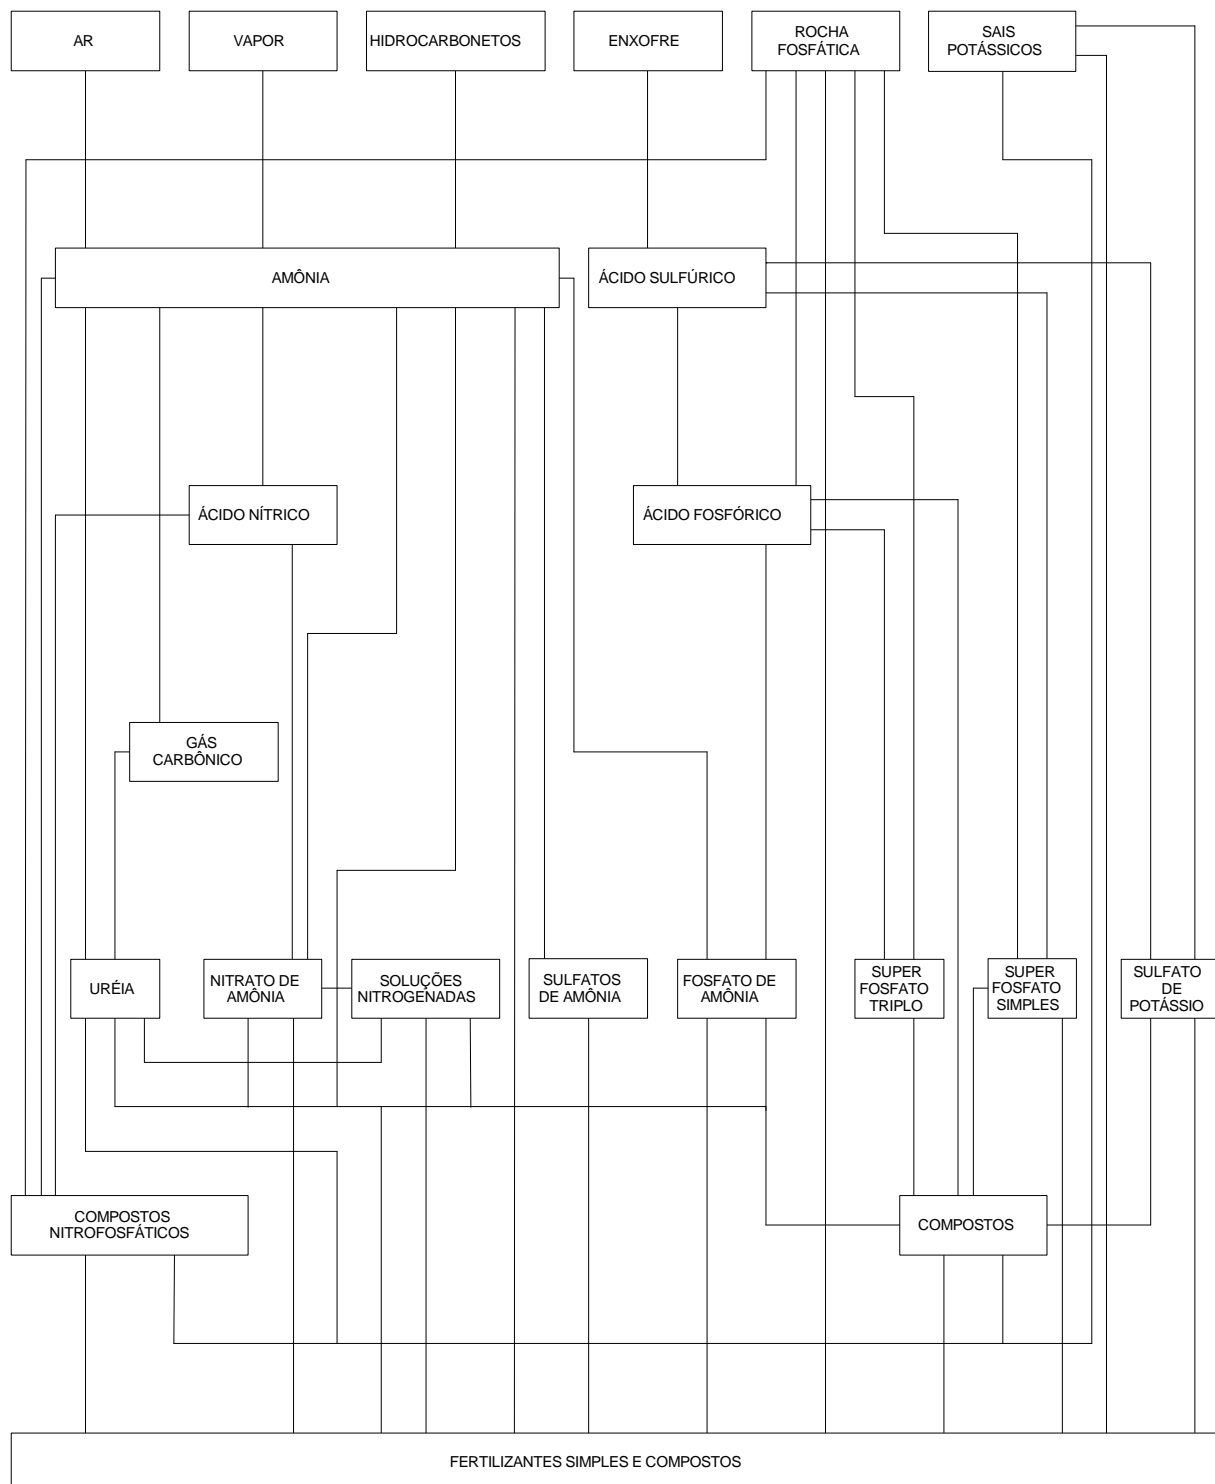 AR
VAPOR
HIDROCARBONETOS
ENXOFRE
ROCHA
FOSFÁTICA
SAIS
POTÁSSICOS
AMÔNIA
ÁCIDO SULFÚRICO
ÁCIDO NÍTRICO
ÁCIDO FOSFÓRICO
GÁS
CARBÔNICO
URÉIA
NITRATO DE
AMÔNIA
SOLUÇÕES
NITROGENADAS
SULFATOS
DE AMÔNIA
FOSFATO DE
AMÔNIA
SUPER
FOSFATO
TRIPLO
SUPER
FOSFATO
SIMPLES
SULFATO
DE
POTÁSSIO
COMPOSTOS
NITROFOSFÁTICOS
COMPOSTOS
FERTILIZANTES SIMPLES E COMPOSTOS